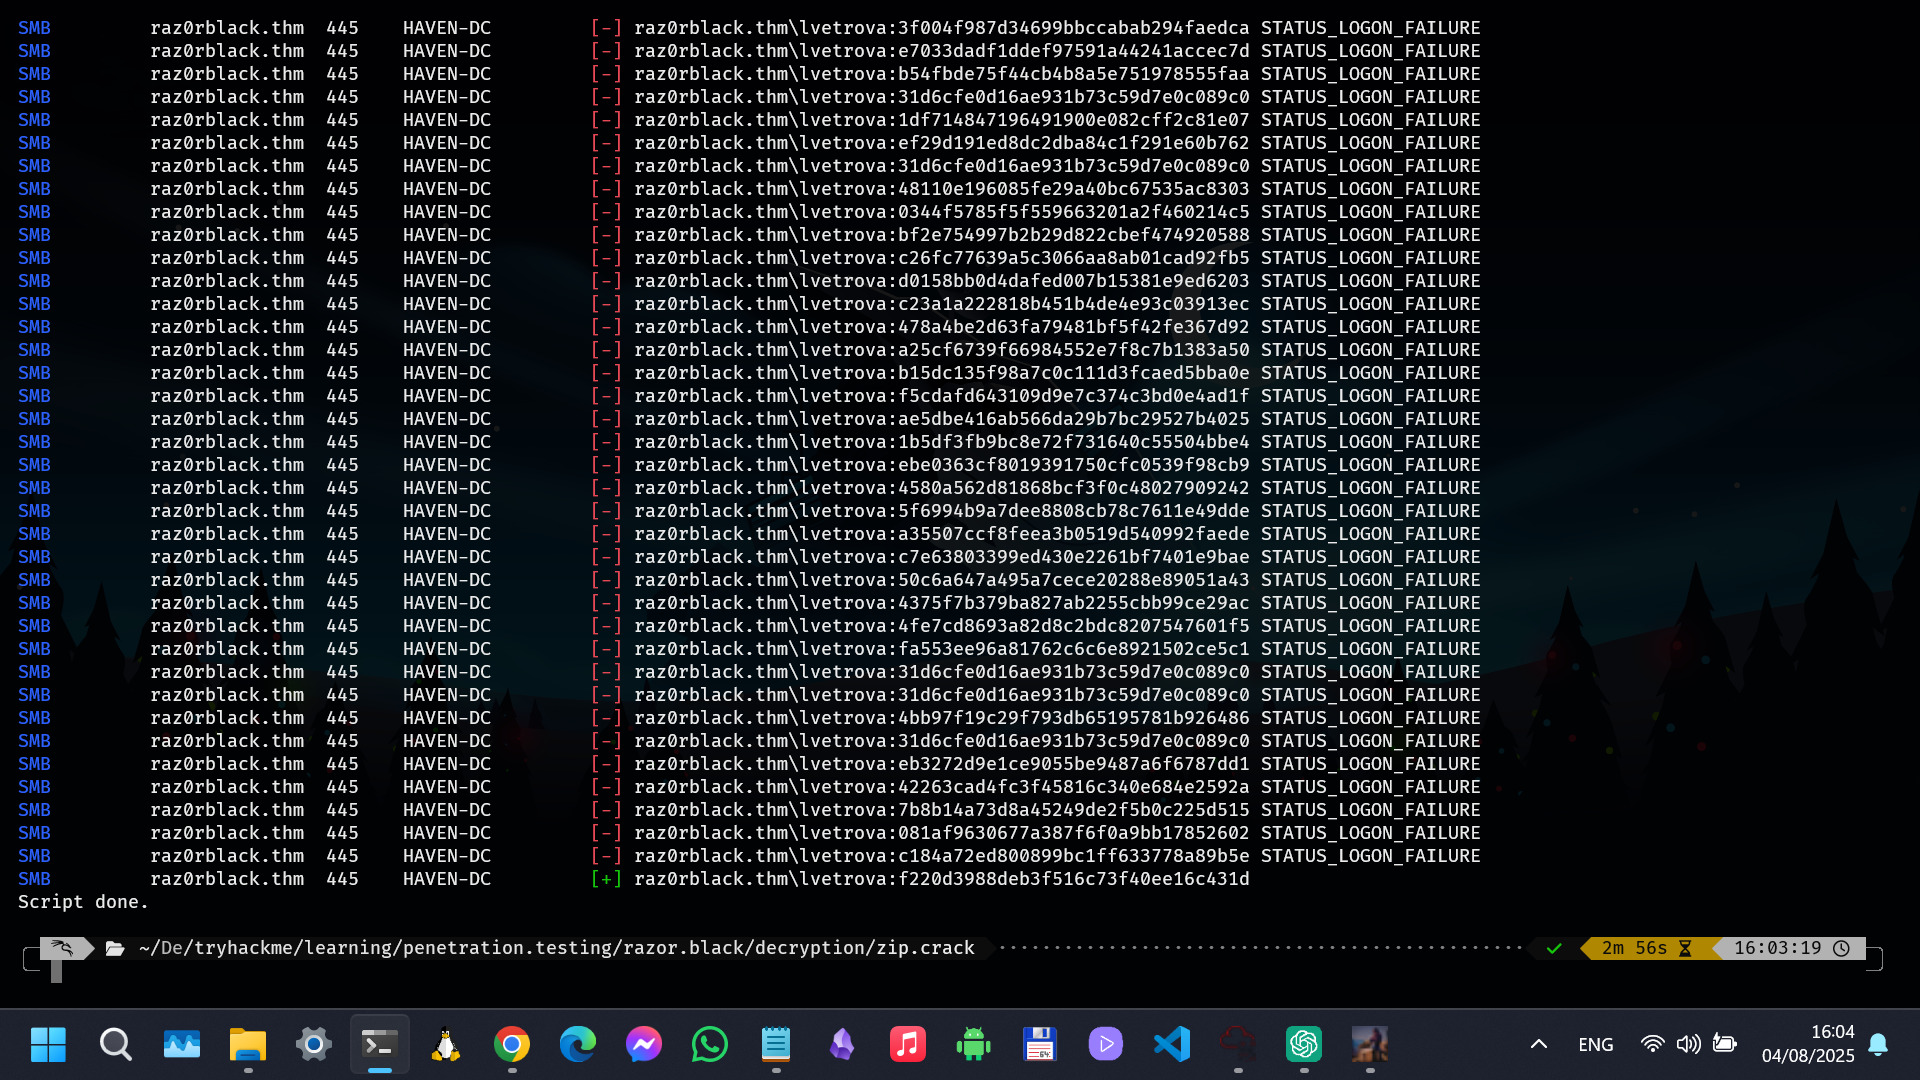 SMB raz0rblack.thm 445 HAVEN-DC [-] raz0rblack.thm\lvetrova:3f004f987d34699bbccabab294faedca STATUS_LOGON_FAILURE
SMB raz0rblack.thm 445 HAVEN-DC [-] raz0rblack.thm\lvetrova:e7033dadf1ddef97591a44241accec7d STATUS_LOGON_FAILURE
SMB raz0rblack.thm 445 HAVEN-DC [-] raz0rblack.thm\lvetrova:b54fbde75f44cb4b8a5e751978555faa STATUS_LOGON_FAILURE
SMB raz0rblack.thm 445 HAVEN-DC [-] raz0rblack.thm\lvetrova:31d6cfe0d16ae931b73c59d7e0c089c0 STATUS_LOGON_FAILURE
SMB raz0rblack.thm 445 HAVEN-DC [-] raz0rblack.thm\lvetrova:1df714847196491900e082cff2c81e07 STATUS_LOGON_FAILURE
SMB raz0rblack.thm 445 HAVEN-DC [-] raz0rblack.thm\lvetrova:ef29d191ed8dc2dba84c1f291e60b762 STATUS_LOGON_FAILURE
SMB raz0rblack.thm 445 HAVEN-DC [-] raz0rblack.thm\lvetrova:31d6cfe0d16ae931b73c59d7e0c089c0 STATUS_LOGON_FAILURE
SMB raz0rblack.thm 445 HAVEN-DC [-] raz0rblack.thm\lvetrova:48110e196085fe29a40bc67535ac8303 STATUS_LOGON_FAILURE
SMB raz0rblack.thm 445 HAVEN-DC [-] raz0rblack.thm\lvetrova:0344f5785f5f559663201a2f460214c5 STATUS_LOGON_FAILURE
SMB raz0rblack.thm 445 HAVEN-DC [-] raz0rblack.thm\lvetrova:bf2e754997b2b29d822cbef474920588 STATUS_LOGON_FAILURE
SMB raz0rblack.thm 445 HAVEN-DC [-] raz0rblack.thm\lvetrova:c26fc77639a5c3066aa8ab01cad92fb5 STATUS_LOGON_FAILURE
SMB raz0rblack.thm 445 HAVEN-DC [-] raz0rblack.thm\lvetrova:d0158bb0d4dafed007b15381e9ed6203 STATUS_LOGON_FAILURE
SMB raz0rblack.thm 445 HAVEN-DC [-] raz0rblack.thm\lvetrova:c23a1a222818b451b4de4e93c03913ec STATUS_LOGON_FAILURE
SMB raz0rblack.thm 445 HAVEN-DC [-] raz0rblack.thm\lvetrova:478a4be2d63fa79481bf5f42fe367d92 STATUS_LOGON_FAILURE
SMB raz0rblack.thm 445 HAVEN-DC [-] raz0rblack.thm\lvetrova:a25cf6739f66984552e7f8c7b1383a50 STATUS_LOGON_FAILURE
SMB raz0rblack.thm 445 HAVEN-DC [-] raz0rblack.thm\lvetrova:b15dc135f98a7c0c111d3fcaed5bba0e STATUS_LOGON_FAILURE
SMB raz0rblack.thm 445 HAVEN-DC [-] raz0rblack.thm\lvetrova:f5cdafd643109d9e7c374c3bd0e4ad1f STATUS_LOGON_FAILURE
SMB raz0rblack.thm 445 HAVEN-DC [-] raz0rblack.thm\lvetrova:ae5dbe416ab566da29b7bc29527b4025 STATUS_LOGON_FAILURE
SMB raz0rblack.thm 445 HAVEN-DC [-] raz0rblack.thm\lvetrova:1b5df3fb9bc8e72f731640c55504bbe4 STATUS_LOGON_FAILURE
SMB raz0rblack.thm 445 HAVEN-DC [-] raz0rblack.thm\lvetrova:ebe0363cf8019391750cfc0539f98cb9 STATUS_LOGON_FAILURE
SMB raz0rblack.thm 445 HAVEN-DC [-] raz0rblack.thm\lvetrova:4580a562d81868bcf3f0c48027909242 STATUS_LOGON_FAILURE
SMB raz0rblack.thm 445 HAVEN-DC [-] raz0rblack.thm\lvetrova:5f6994b9a7dee8808cb78c7611e49dde STATUS_LOGON_FAILURE
SMB raz0rblack.thm 445 HAVEN-DC [-] raz0rblack.thm\lvetrova:a35507ccf8feea3b0519d540992faede STATUS_LOGON_FAILURE
SMB raz0rblack.thm 445 HAVEN-DC [-] raz0rblack.thm\lvetrova:c7e63803399ed430e2261bf7401e9bae STATUS_LOGON_FAILURE
SMB raz0rblack.thm 445 HAVEN-DC [-] raz0rblack.thm\lvetrova:50c6a647a495a7cece20288e89051a43 STATUS_LOGON_FAILURE
SMB raz0rblack.thm 445 HAVEN-DC [-] raz0rblack.thm\lvetrova:4375f7b379ba827ab2255cbb99ce29ac STATUS_LOGON_FAILURE
SMB raz0rblack.thm 445 HAVEN-DC [-] raz0rblack.thm\lvetrova:4fe7cd8693a82d8c2bdc8207547601f5 STATUS_LOGON_FAILURE
SMB raz0rblack.thm 445 HAVEN-DC [-] raz0rblack.thm\lvetrova:fa553ee96a81762c6c6e8921502ce5c1 STATUS_LOGON_FAILURE
SMB raz0rblack.thm 445 HAVEN-DC [-] raz0rblack.thm\lvetrova:31d6cfe0d16ae931b73c59d7e0c089c0 STATUS_LOGON_FAILURE
SMB raz0rblack.thm 445 HAVEN-DC [-] raz0rblack.thm\lvetrova:31d6cfe0d16ae931b73c59d7e0c089c0 STATUS_LOGON_FAILURE
SMB raz0rblack.thm 445 HAVEN-DC [-] raz0rblack.thm\lvetrova:4bb97f19c29f793db65195781b926486 STATUS_LOGON_FAILURE
SMB raz0rblack.thm 445 HAVEN-DC [-] raz0rblack.thm\lvetrova:31d6cfe0d16ae931b73c59d7e0c089c0 STATUS_LOGON_FAILURE
SMB raz0rblack.thm 445 HAVEN-DC [-] raz0rblack.thm\lvetrova:eb3272d9e1ce9055be9487a6f6787dd1 STATUS_LOGON_FAILURE
SMB raz0rblack.thm 445 HAVEN-DC [-] raz0rblack.thm\lvetrova:42263cad4fc3f45816c340e684e2592a STATUS_LOGON_FAILURE
SMB raz0rblack.thm 445 HAVEN-DC [-] raz0rblack.thm\lvetrova:7b8b14a73d8a45249de2f5b0c225d515 STATUS_LOGON_FAILURE
SMB raz0rblack.thm 445 HAVEN-DC [-] raz0rblack.thm\lvetrova:081af9630677a387f6f0a9bb17852602 STATUS_LOGON_FAILURE
SMB raz0rblack.thm 445 HAVEN-DC [-] raz0rblack.thm\lvetrova:c184a72ed800899bc1ff633778a89b5e STATUS_LOGON_FAILURE
SMB raz0rblack.thm 445 HAVEN-DC [+] raz0rblack.thm\lvetrova:f220d3988deb3f516c73f40ee16c431d
Script done.
~/De/tryhackme/learning/penetration.testing/razor.black/decryption/zip.crack 2m 56s 16:03:19
64
ENG
16:04
04/08/2025